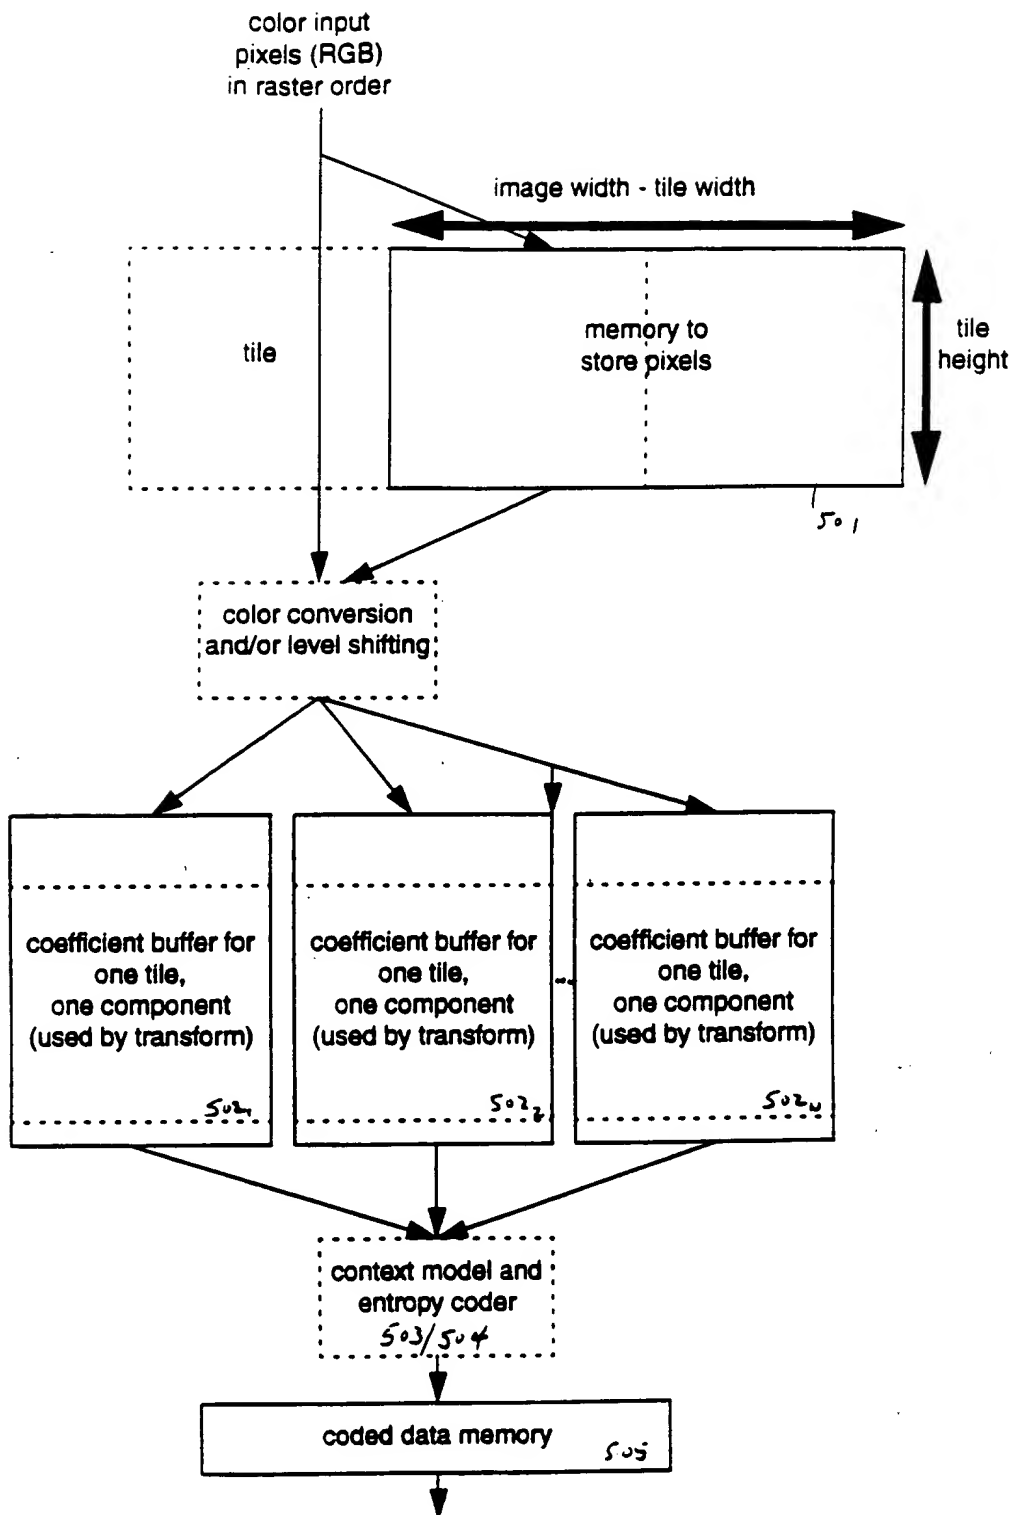 color input
pixels (RGB)
in raster order
image width - tile width
tile
memory to
store pixels
tile
height
501
color conversion
and/or level shifting
coefficient buffer for
one tile,
one component
(used by transform)
502₁
coefficient buffer for
one tile,
one component
(used by transform)
502₂
...
coefficient buffer for
one tile,
one component
(used by transform)
502N
context model and
entropy coder
503/504
coded data memory
505